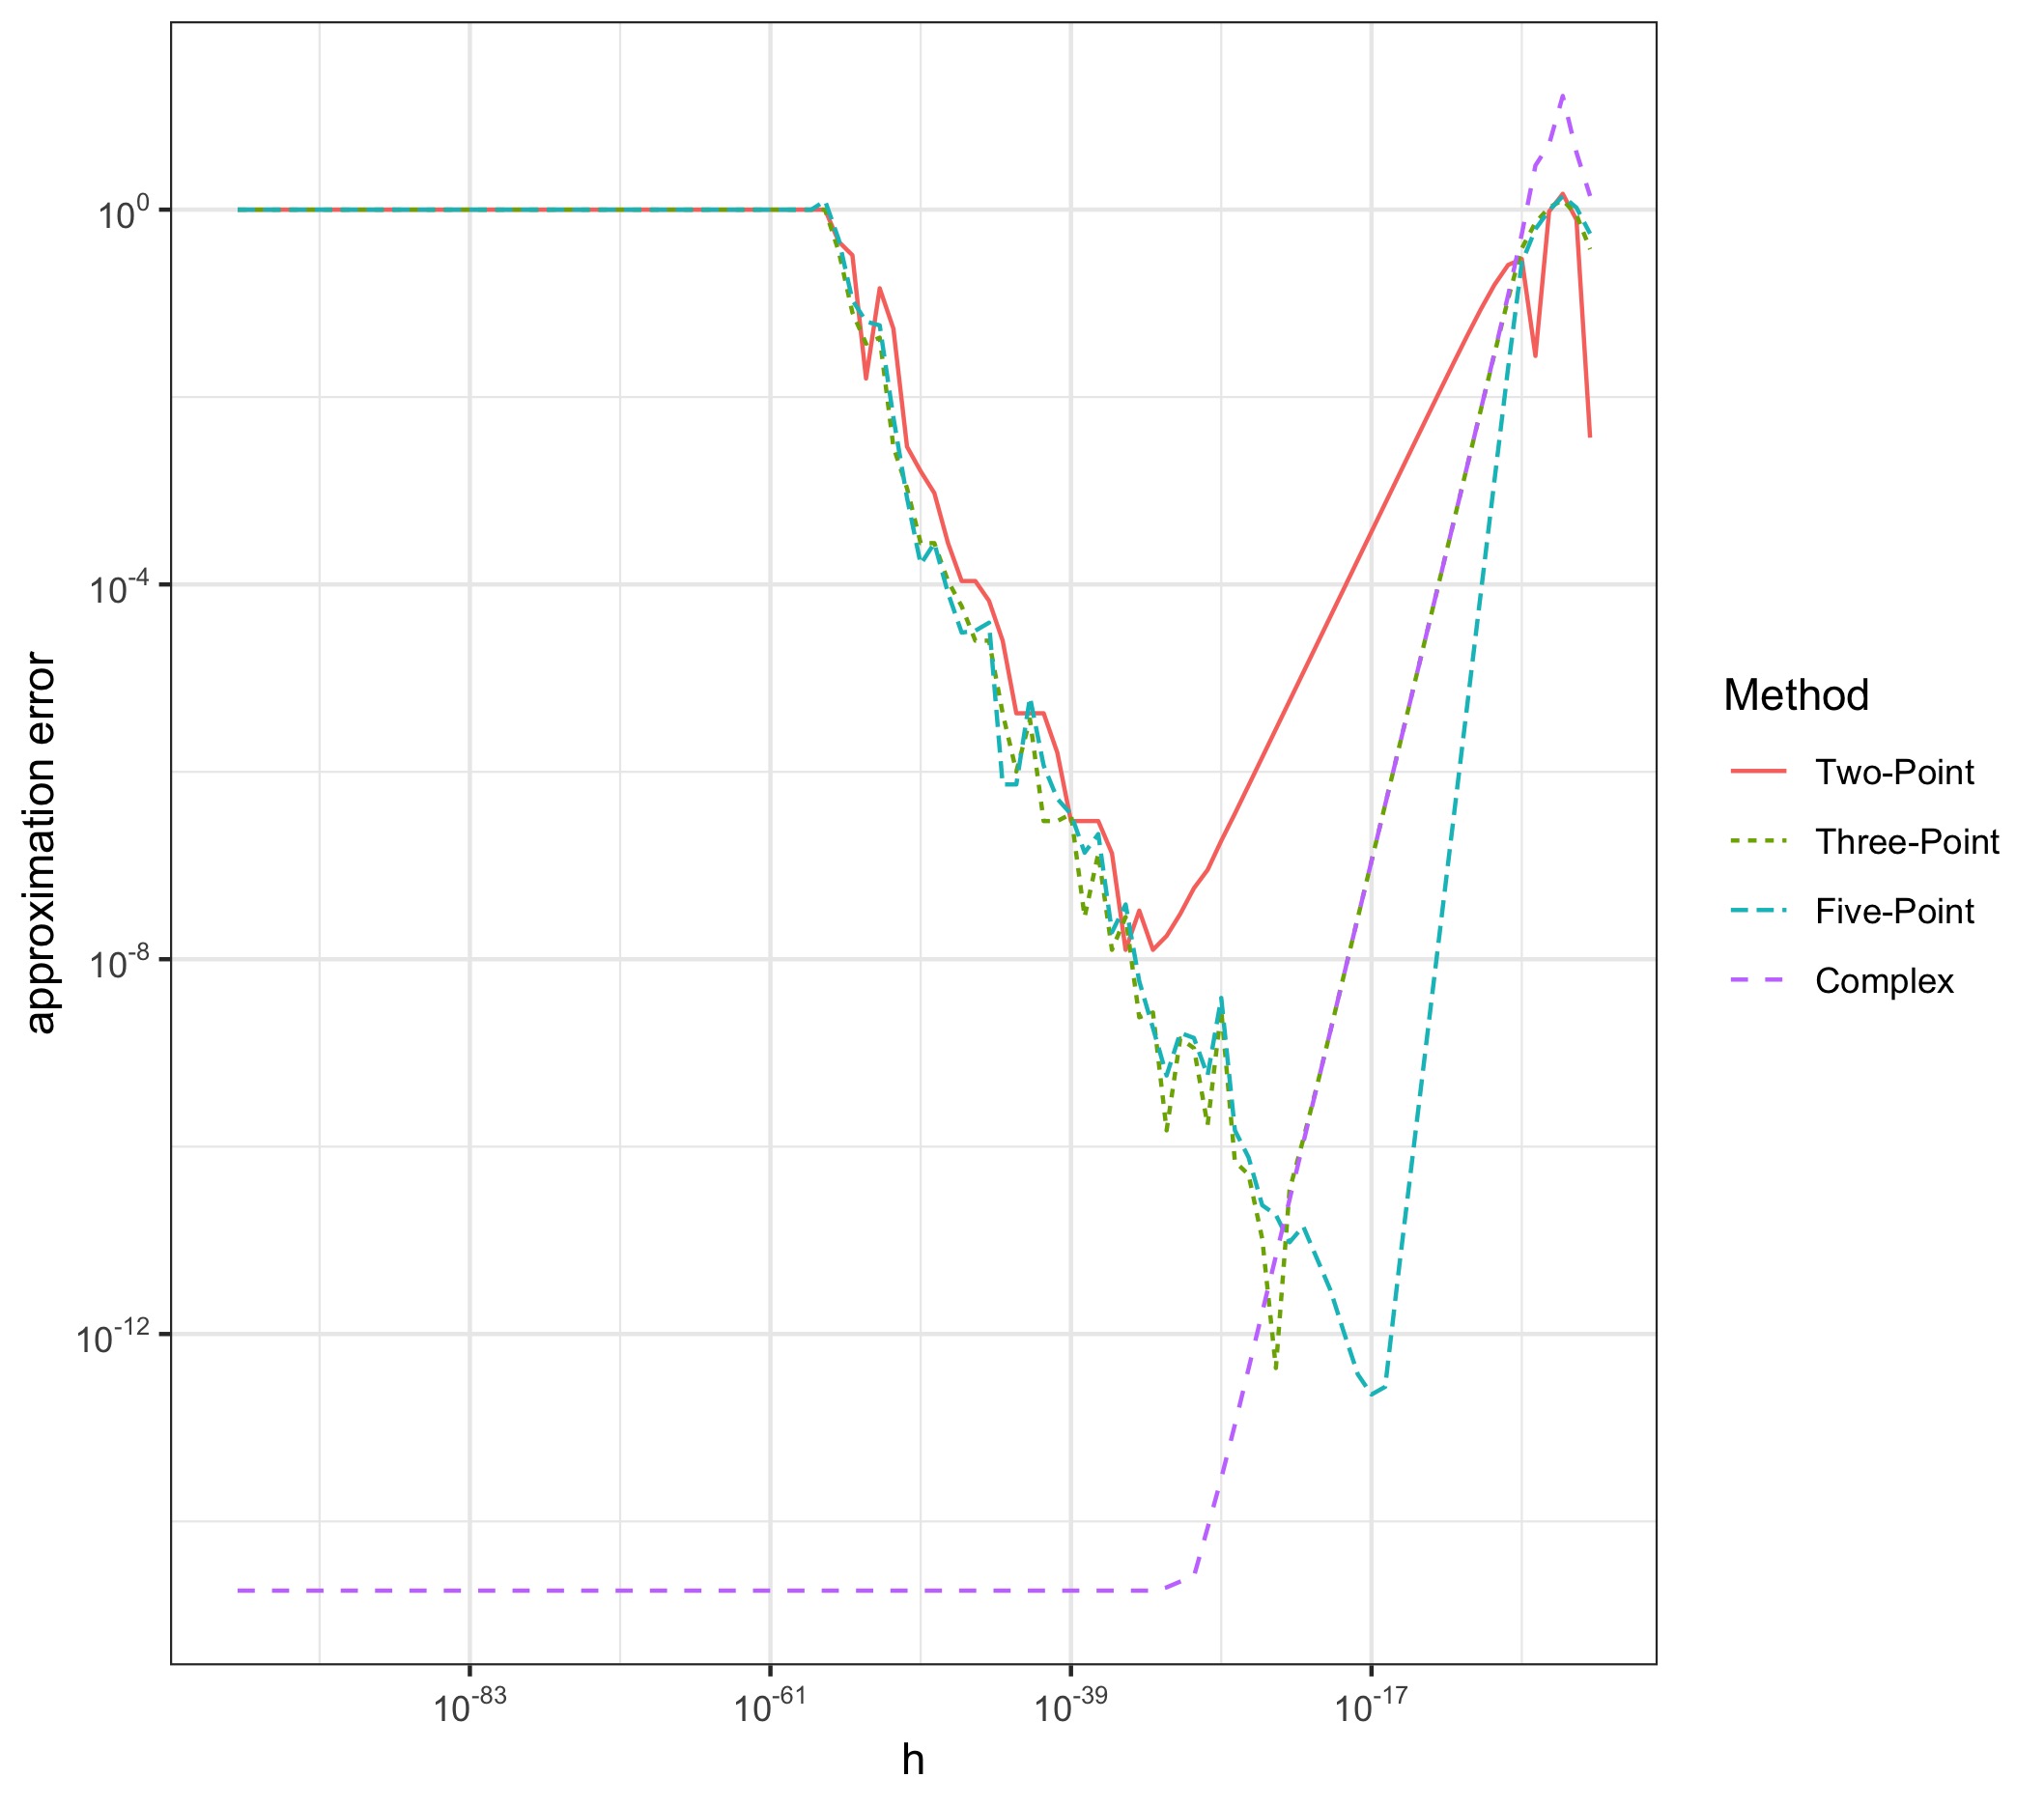 10^0
10^-4
10^-8
10^-12
approximation error
10^-83
10^-61
10^-39
10^-17
h
Method
Two-Point
Three-Point
Five-Point
Complex